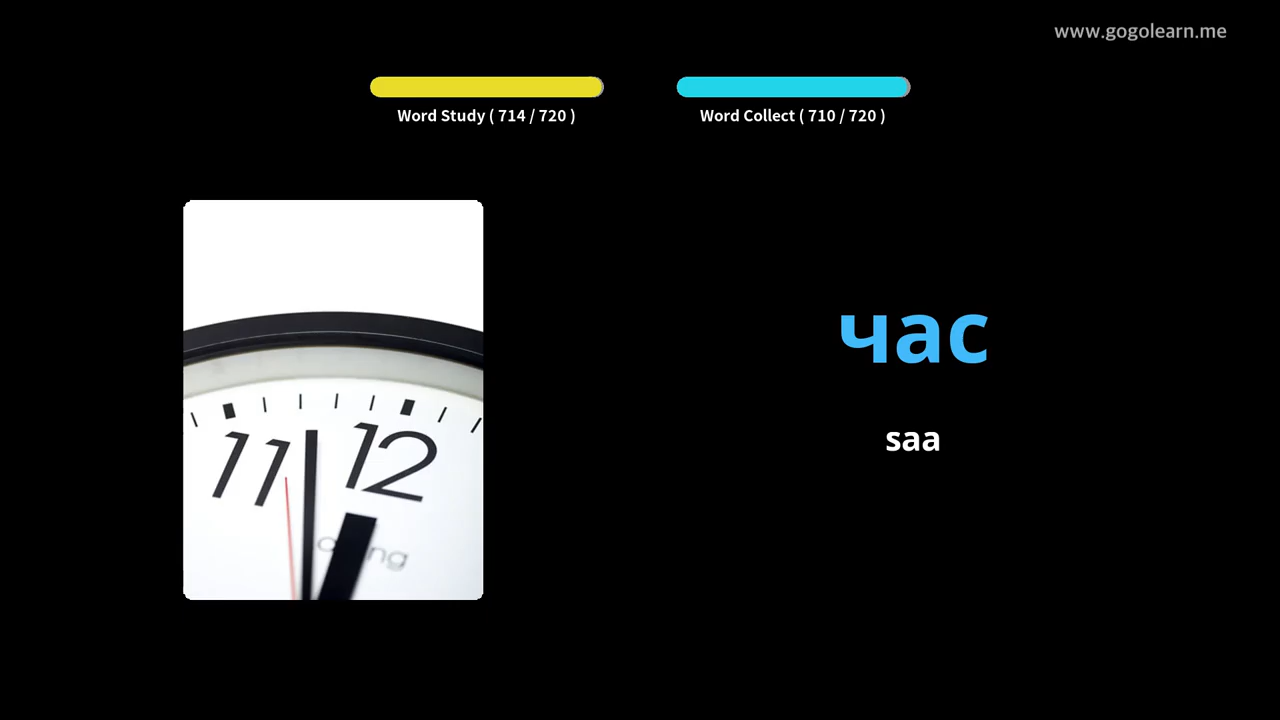 www.gogolearn.me
Word Study ( 714 / 720 )
Word Collect ( 710 / 720 )
час
saa
11 12